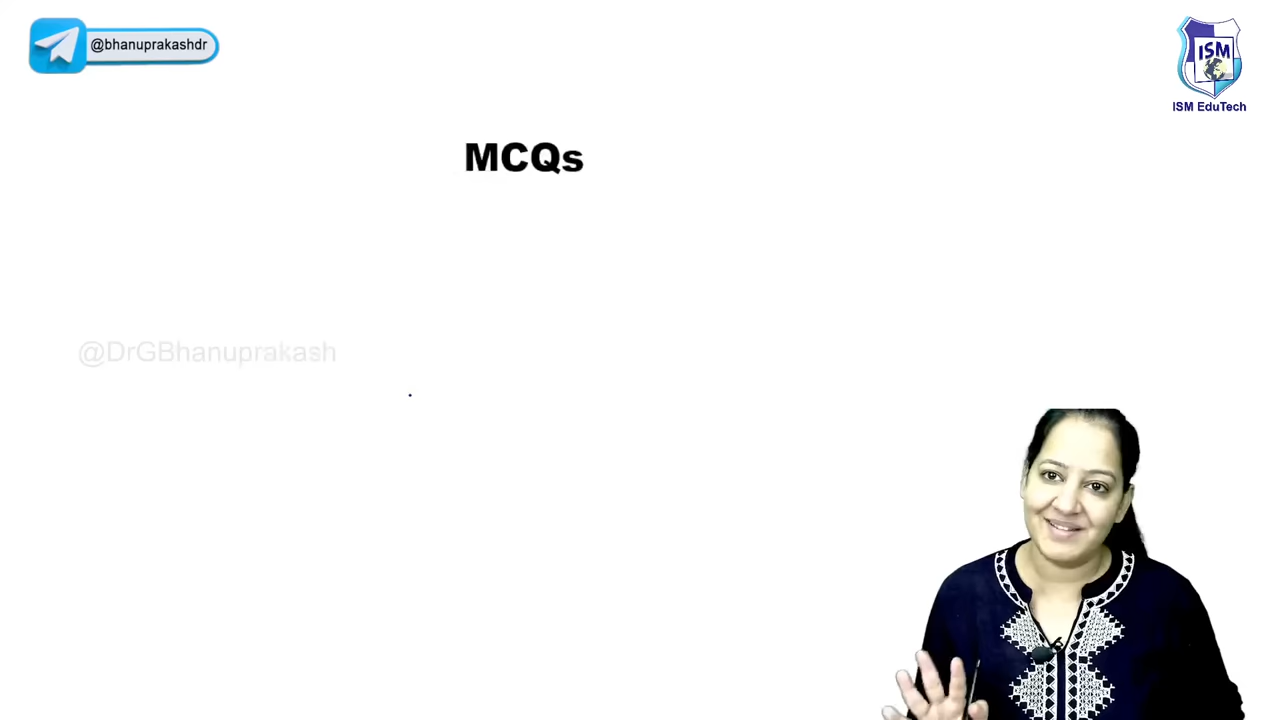 @bhanuprakashdr
ISM
ISM EduTech
MCQs
@DrGBhanuprakash